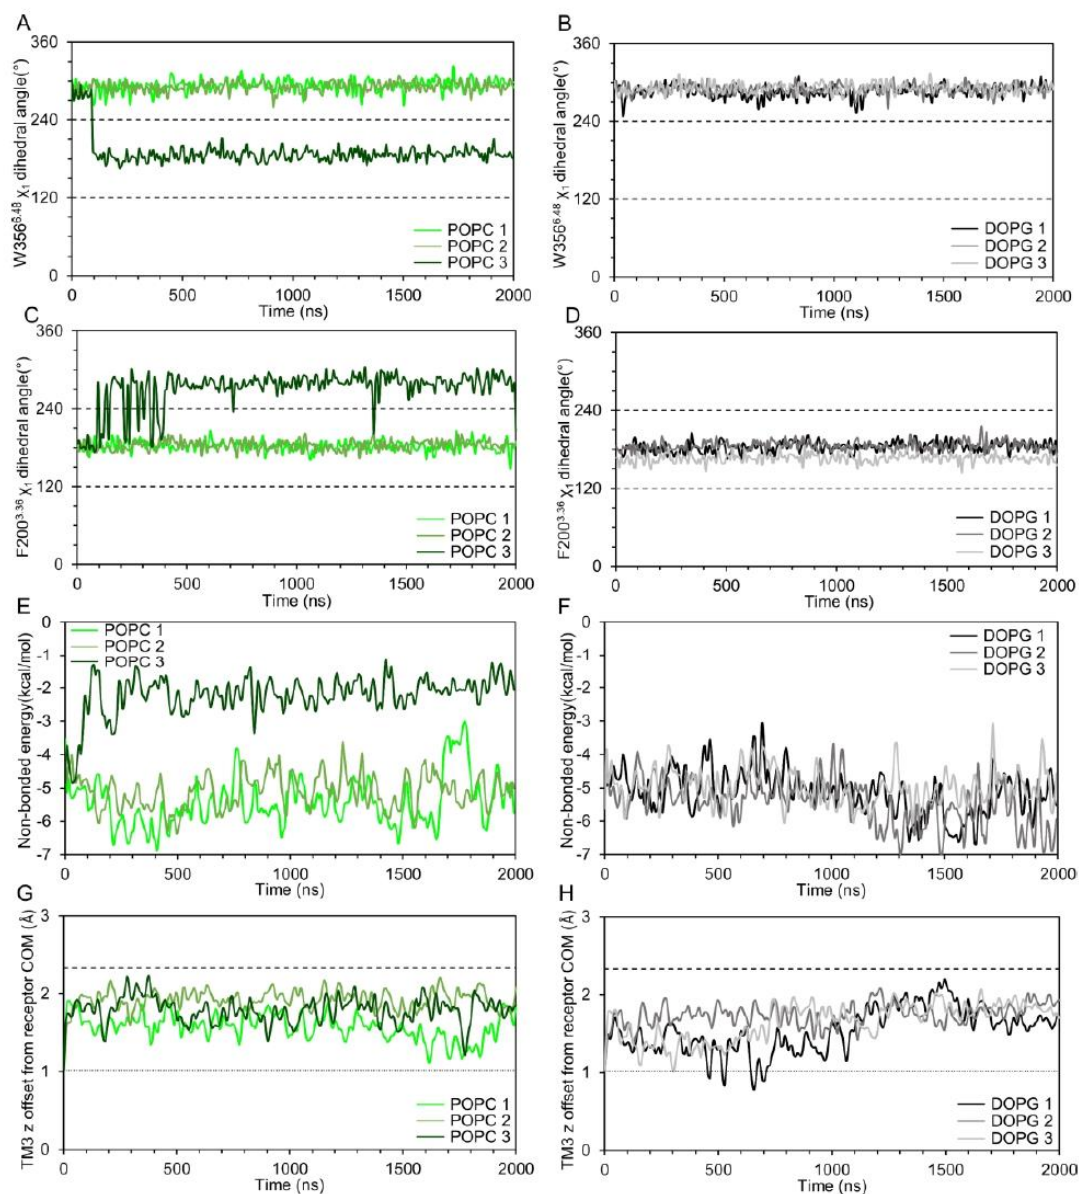 A
W356^6.48 χ1 dihedral angle(°)
360
240
120
0
POPC 1
POPC 2
POPC 3
0 500 1000 1500 2000
Time (ns)
B
W356^6.48 χ1 dihedral angle(°)
360
240
120
0
DOPG 1
DOPG 2
DOPG 3
0 500 1000 1500 2000
Time (ns)
C
F200^3.36 χ1 dihedral angle(°)
360
240
120
0
POPC 1
POPC 2
POPC 3
0 500 1000 1500 2000
Time (ns)
D
F200^3.36 χ1 dihedral angle(°)
360
240
120
0
DOPG 1
DOPG 2
DOPG 3
0 500 1000 1500 2000
Time (ns)
E
Non-bonded energy(kcal/mol)
0
-1
-2
-3
-4
-5
-6
-7
POPC 1
POPC 2
POPC 3
0 500 1000 1500 2000
Time (ns)
F
Non-bonded energy(kcal/mol)
0
-1
-2
-3
-4
-5
-6
-7
DOPG 1
DOPG 2
DOPG 3
0 500 1000 1500 2000
Time (ns)
G
TM3 z offset from receptor COM (Å)
3
2
1
0
POPC 1
POPC 2
POPC 3
0 500 1000 1500 2000
Time (ns)
H
TM3 z offset from receptor COM (Å)
3
2
1
0
DOPG 1
DOPG 2
DOPG 3
0 500 1000 1500 2000
Time (ns)